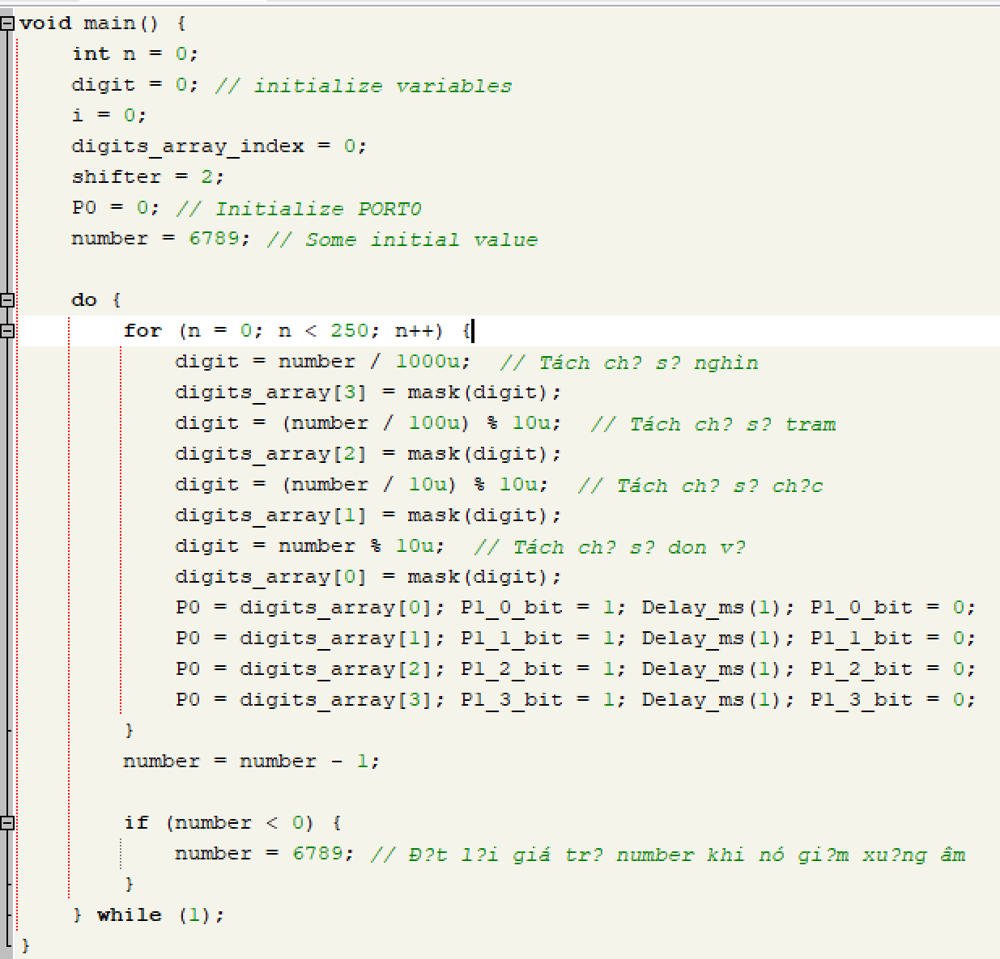 void main() {
    int n = 0;
    digit = 0; // initialize variables
    i = 0;
    digits_array_index = 0;
    shifter = 2;
    P0 = 0; // Initialize PORT0
    number = 6789; // Some initial value

    do {
        for (n = 0; n < 250; n++) {
            digit = number / 1000u;  // Tách ch? s? nghìn
            digits_array[3] = mask(digit);
            digit = (number / 100u) % 10u;  // Tách ch? s? tram
            digits_array[2] = mask(digit);
            digit = (number / 10u) % 10u;  // Tách ch? s? ch?c
            digits_array[1] = mask(digit);
            digit = number % 10u;  // Tách ch? s? don v?
            digits_array[0] = mask(digit);
            P0 = digits_array[0]; P1_0_bit = 1; Delay_ms(1); P1_0_bit = 0;
            P0 = digits_array[1]; P1_1_bit = 1; Delay_ms(1); P1_1_bit = 0;
            P0 = digits_array[2]; P1_2_bit = 1; Delay_ms(1); P1_2_bit = 0;
            P0 = digits_array[3]; P1_3_bit = 1; Delay_ms(1); P1_3_bit = 0;
        }
        number = number - 1;

        if (number < 0) {
            number = 6789; // Đ?t l?i giá tr? number khi nó gi?m xu?ng âm
        }
    } while (1);
}